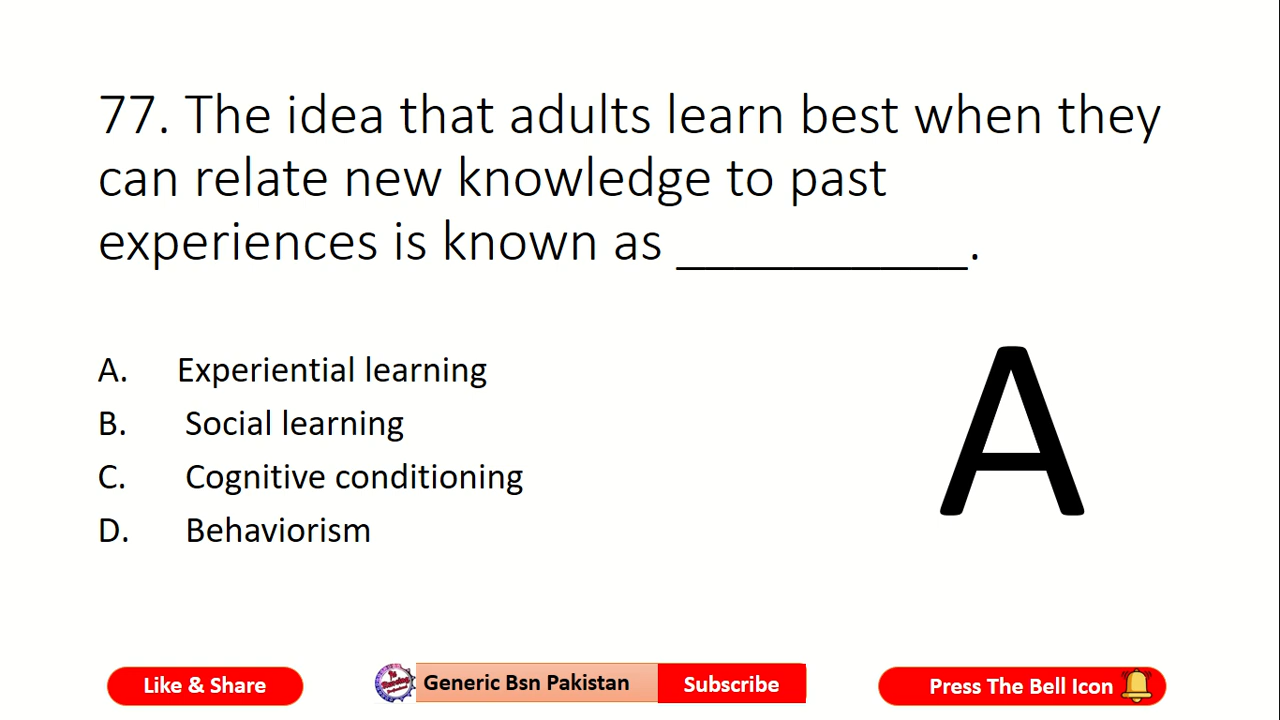 77. The idea that adults learn best when they
can relate new knowledge to past
experiences is known as ___________.
A. Experiential learning
B. Social learning
C. Cognitive conditioning
D. Behaviorism
A
Like & Share
Generic Bsn Pakistan
Subscribe
Press The Bell Icon